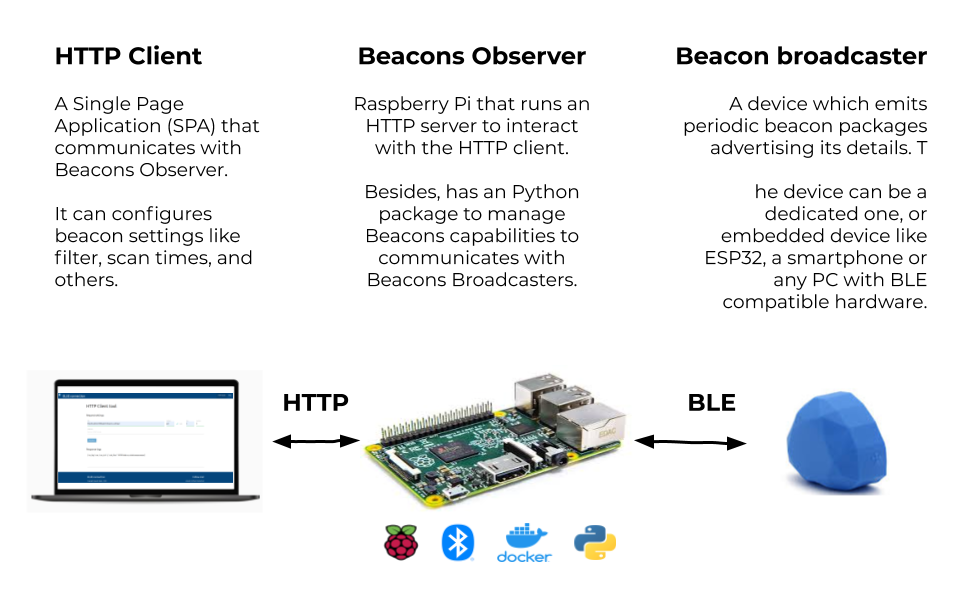 HTTP Client
A Single Page
Application (SPA) that
communicates with
Beacons Observer.
It can configures
beacon settings like
filter, scan times, and
others.
Beacons Observer
Raspberry Pi that runs an
HTTP server to interact
with the HTTP client.
Besides, has an Python
package to manage
Beacons capabilities to
communicates with
Beacons Broadcasters.
Beacon broadcaster
A device which emits
periodic beacon packages
advertising its details. T
he device can be a
dedicated one, or
embedded device like
ESP32, a smartphone or
any PC with BLE
compatible hardware.
HTTP Client tool
HTTP
BLE
docker